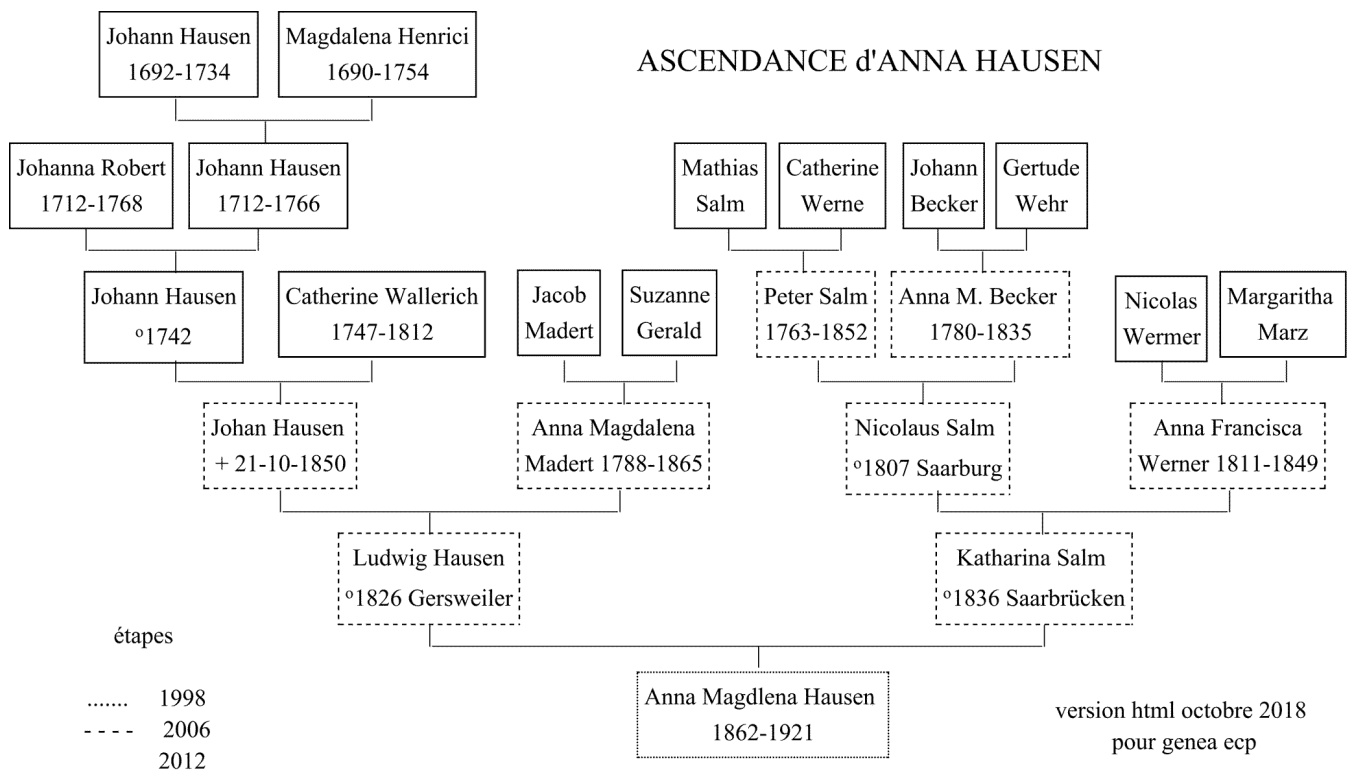 Johann Hausen
1692-1734
Magdalena Henrici
1690-1754
ASCENDANCE d'ANNA HAUSEN
Johanna Robert
1712-1768
Johann Hausen
1712-1766
Mathias
Salm
Catherine
Werne
Johann
Becker
Gertude
Wehr
Johann Hausen
º1742
Catherine Wallerich
1747-1812
Jacob
Madert
Suzanne
Gerald
Peter Salm
1763-1852
Anna M. Becker
1780-1835
Nicolas
Wermer
Margaritha
Marz
Johan Hausen
+ 21-10-1850
Anna Magdalena
Madert 1788-1865
Nicolaus Salm
º1807 Saarburg
Anna Francisca
Werner 1811-1849
Ludwig Hausen
º1826 Gersweiler
Katharina Salm
º1836 Saarbrücken
étapes
....... 1998
- - - - 2006
2012
Anna Magdlena Hausen
1862-1921
version html octobre 2018
pour genea ecp